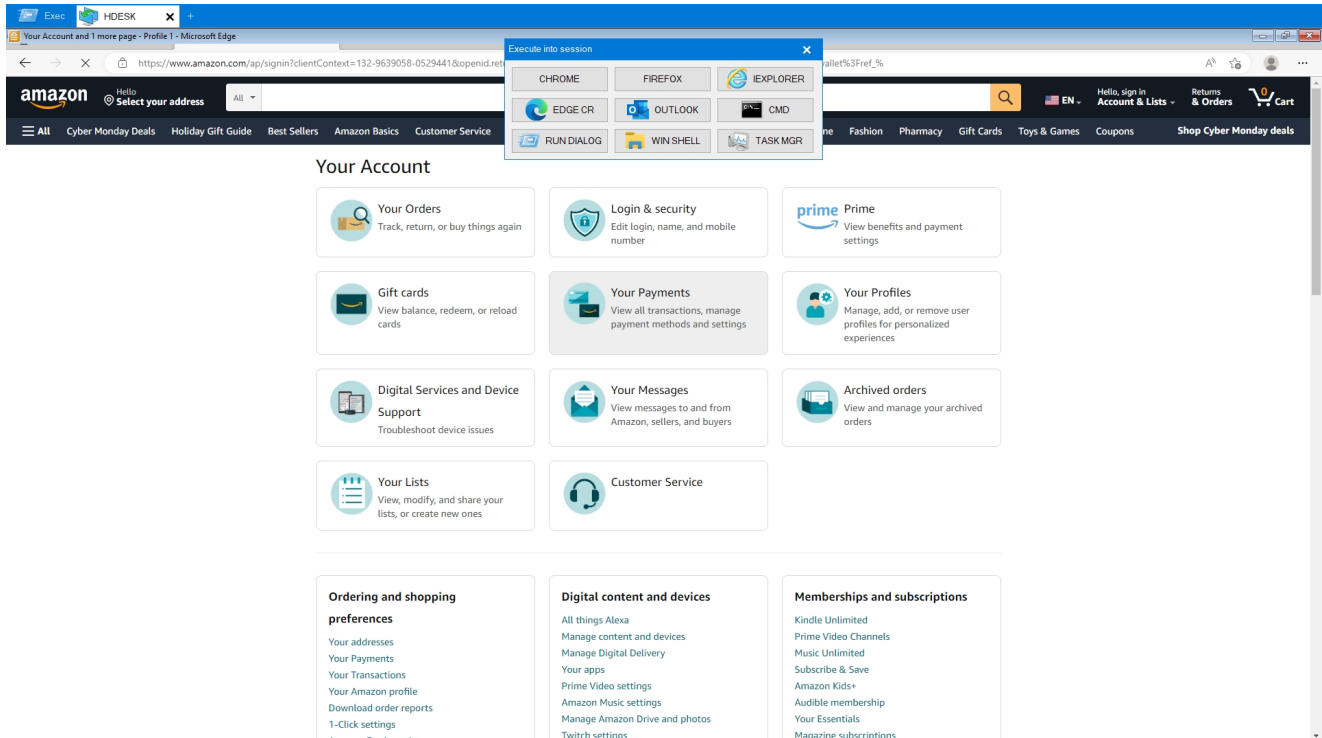 Exec
HDESK
x
+
Your Account and 1 more page - Profile 1 - Microsoft Edge
https://www.amazon.com/ap/signin?clientContext=132-9639058-0529441&openid.ret
allet%3Fref_%
Execute into session
x
CHROME
FIREFOX
IEXPLORER
EDGE CR
OUTLOOK
CMD
RUN DIALOG
WIN SHELL
TASK MGR
amazon
Hello
Select your address
All
EN
Hello, sign in
Account & Lists
Returns
& Orders
0
Cart
All
Cyber Monday Deals
Holiday Gift Guide
Best Sellers
Amazon Basics
Customer Service
ne
Fashion
Pharmacy
Gift Cards
Toys & Games
Coupons
Shop Cyber Monday deals
Your Account
Your Orders
Track, return, or buy things again
Login & security
Edit login, name, and mobile
number
prime
Prime
View benefits and payment
settings
Gift cards
View balance, redeem, or reload
cards
Your Payments
View all transactions, manage
payment methods and settings
Your Profiles
Manage, add, or remove user
profiles for personalized
experiences
Digital Services and Device
Support
Troubleshoot device issues
Your Messages
View messages to and from
Amazon, sellers, and buyers
Archived orders
View and manage your archived
orders
Your Lists
View, modify, and share your
lists, or create new ones
Customer Service
Ordering and shopping
preferences
Your addresses
Your Payments
Your Transactions
Your Amazon profile
Download order reports
1-Click settings
Digital content and devices
All things Alexa
Manage content and devices
Manage Digital Delivery
Your apps
Prime Video settings
Amazon Music settings
Manage Amazon Drive and photos
Twitch settings
Memberships and subscriptions
Kindle Unlimited
Prime Video Channels
Music Unlimited
Subscribe & Save
Amazon Kids+
Audible membership
Your Essentials
Magazine subscriptions